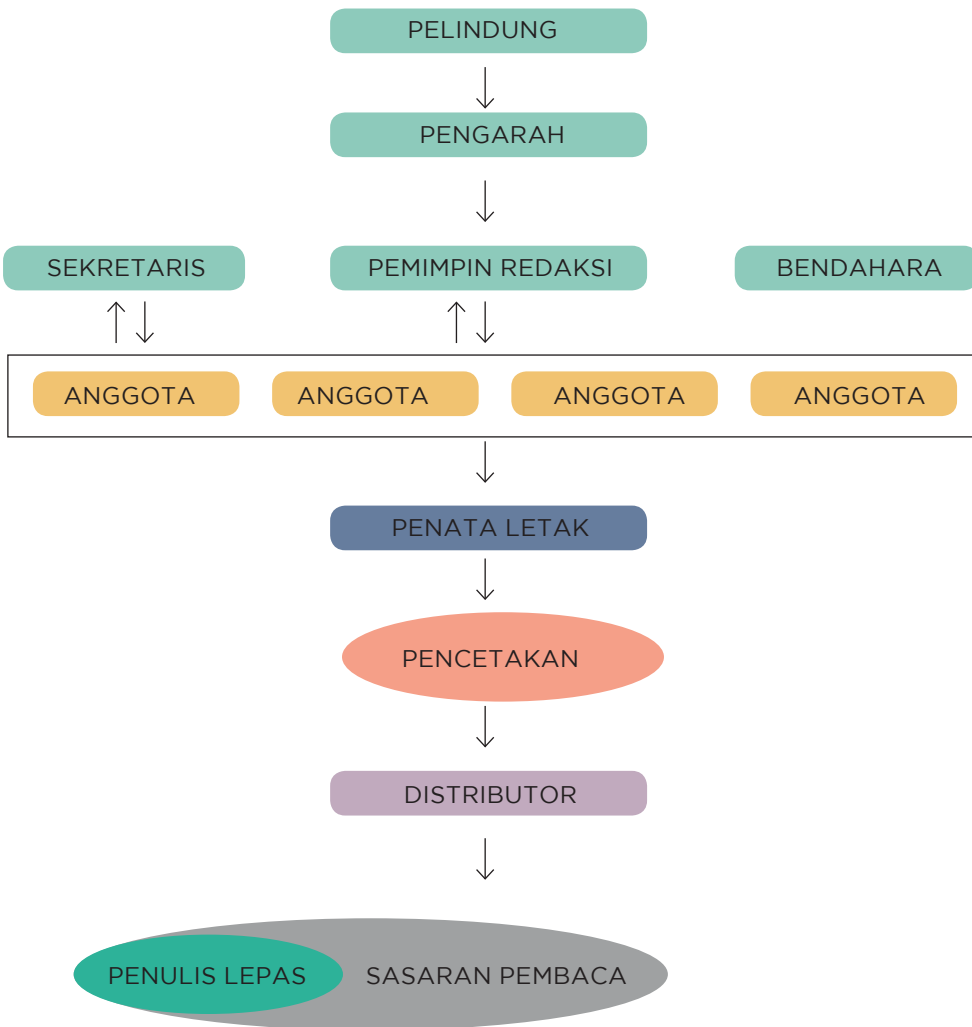 PELINDUNG
PENGARAH
SEKRETARIS
PEMIMPIN REDAKSI
BENDAHARA
ANGGOTA
ANGGOTA
ANGGOTA
ANGGOTA
PENATA LETAK
PENCETAKAN
DISTRIBUTOR
PENULIS LEPAS
SASARAN PEMBACA